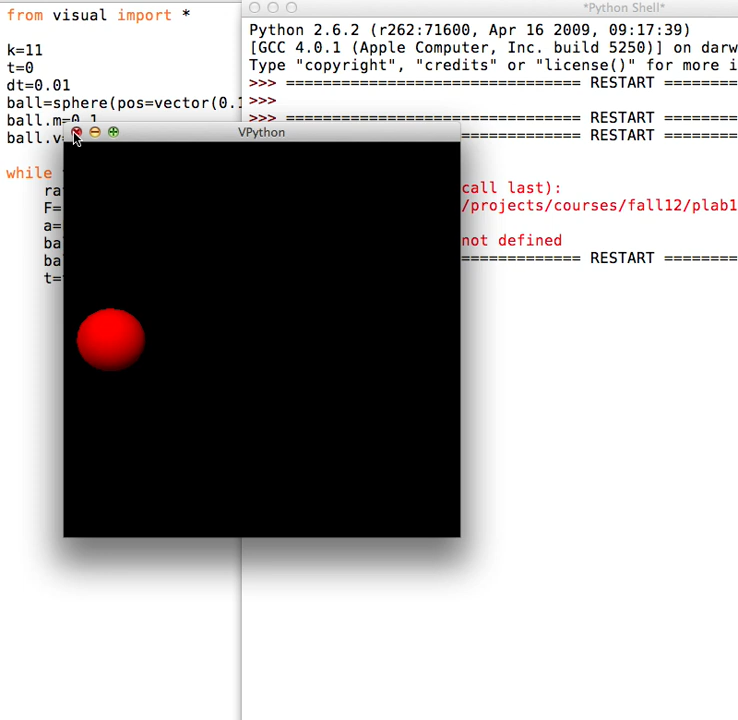 from visual import *
k=11
t=0
dt=0.01
ball=sphere(pos=vector(0.1
ball.m=0.1
ball.v
while
ra
F=
a=
ba
ba
t=
VPython
*Python Shell*
Python 2.6.2 (r262:71600, Apr 16 2009, 09:17:39)
[GCC 4.0.1 (Apple Computer, Inc. build 5250)] on darw
Type "copyright", "credits" or "license()" for more i
>>> ================================ RESTART =======
>>>
>>> ================================ RESTART =======
============= RESTART =======
call last):
/projects/courses/fall12/plab1
not defined
============= RESTART =======